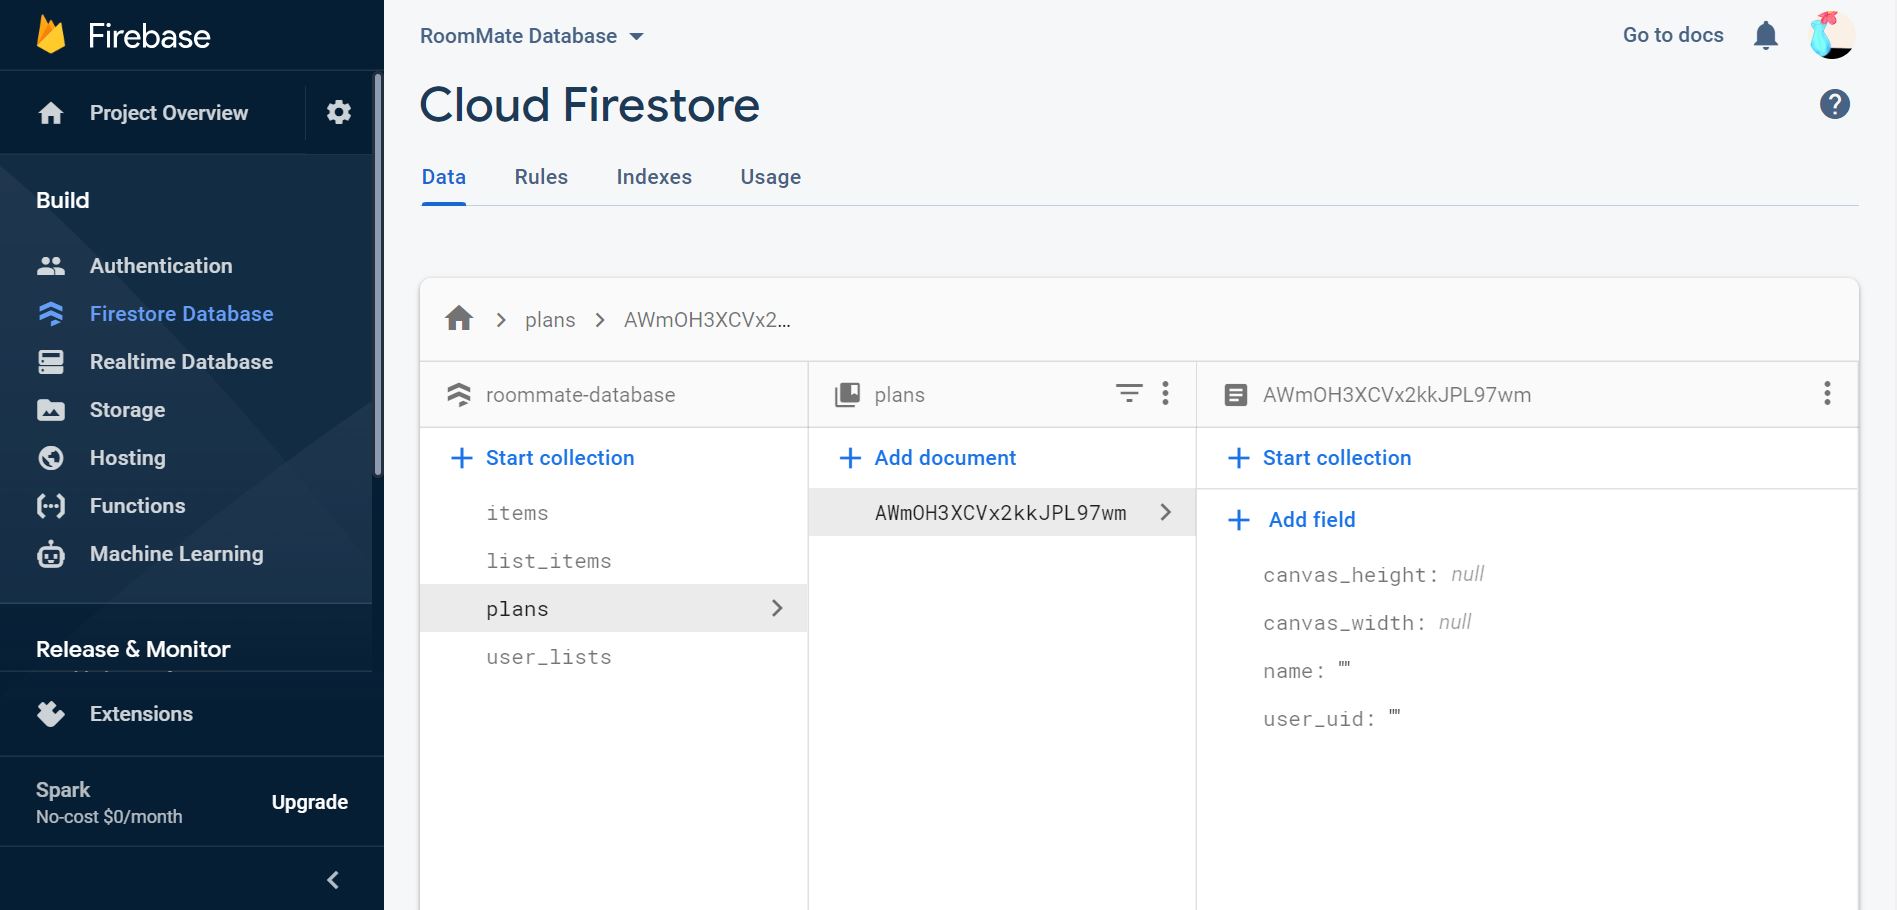 Firebase
Project Overview
Build
Authentication
Firestore Database
Realtime Database
Storage
Hosting
Functions
Machine Learning
Release & Monitor
Extensions
Spark
No-cost $0/month
Upgrade
RoomMate Database
Go to docs
Cloud Firestore
Data Rules Indexes Usage
plans AWmOH3XCVx2...
roommate-database
Start collection
items
list_items
plans
user_lists
plans
Add document
AWmOH3XCVx2kkJPL97wm
AWmOH3XCVx2kkJPL97wm
Start collection
Add field
canvas_height: null
canvas_width: null
name: ""
user_uid: ""